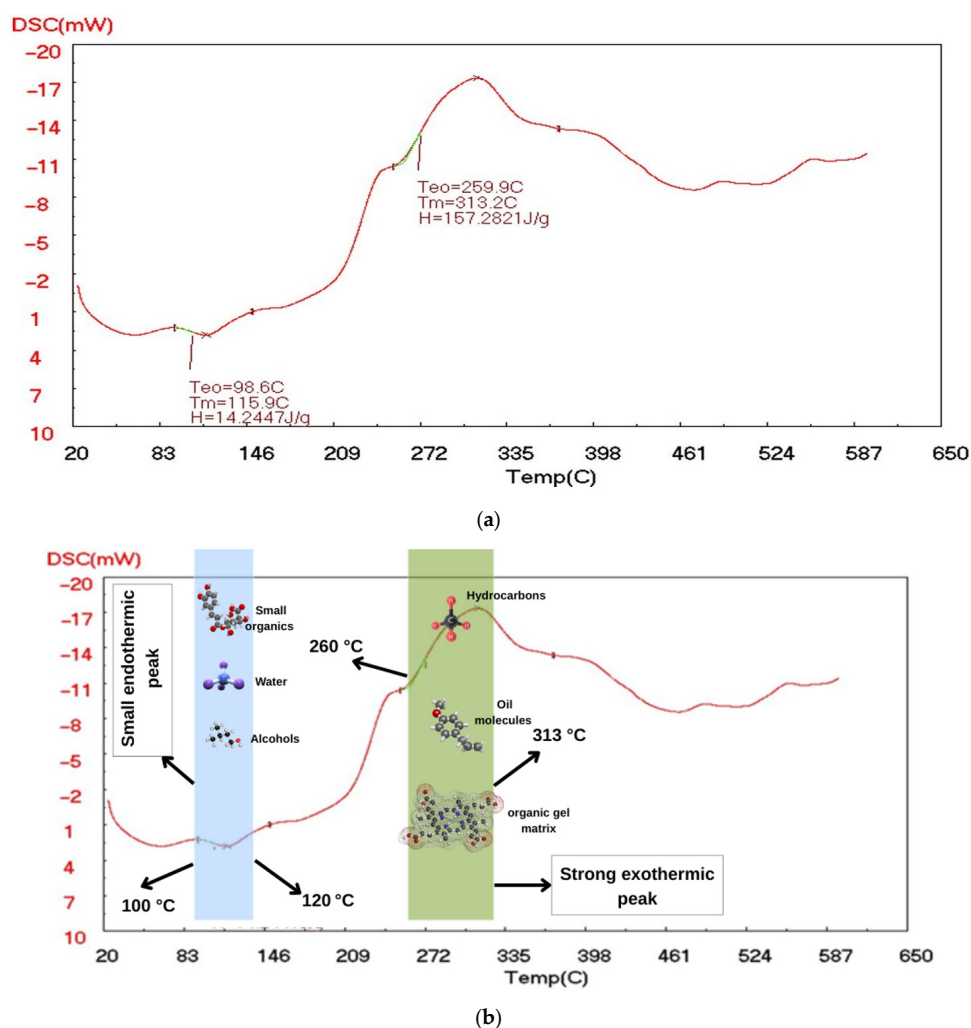 DSC(mW)
-20
-17
-14
-11
-8
-5
-2
1
4
7
10
Teo=259.9C
Tm=313.2C
H=157.2821J/g
Teo=98.6C
Tm=115.9C
H=14.2447J/g
20 83 146 209 272 335 398 461 524 587 650
Temp(C)
(a)
DSC(mW)
-20
-17
-14
-11
-8
-5
-2
1
4
7
10
Small endothermic
peak
Small
organics
Water
Alcohols
100 °C
120 °C
260 °C
Hydrocarbons
Oil
molecules
313 °C
organic gel
matrix
Strong exothermic
peak
C
H
H
H
H
20 83 146 209 272 335 398 461 524 587 650
Temp(C)
(b)